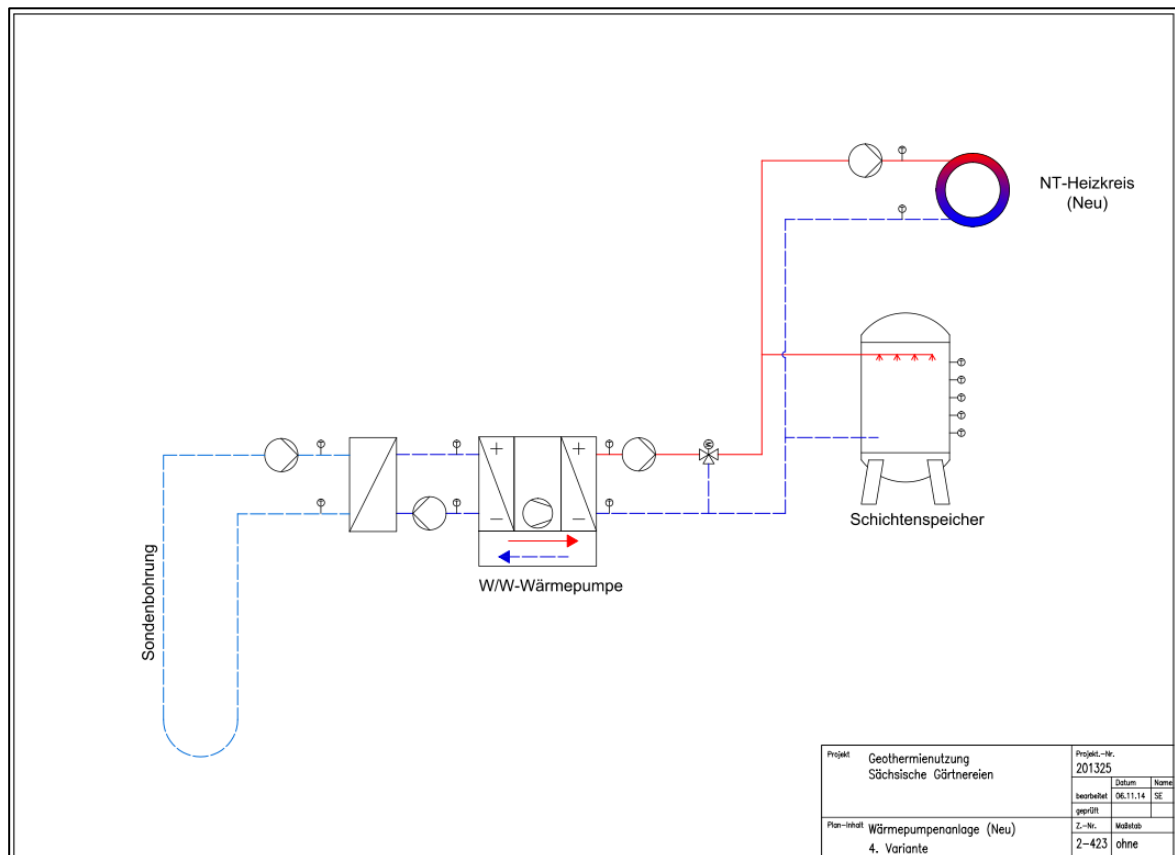 NT-Heizkreis
(Neu)
Schichtenspeicher
W/W-Wärmepumpe
Sondenbohrung
Projekt
Geothermienutzung
Sächsische Gärtnereien
Projekt.-Nr.
201325
Datum
Name
bearbeitet
06.11.14
SE
geprüft
Plan-Inhalt
Wärmepumpenanlage (Neu)
4. Variante
Z.-Nr.
Maßstab
2-423
ohne